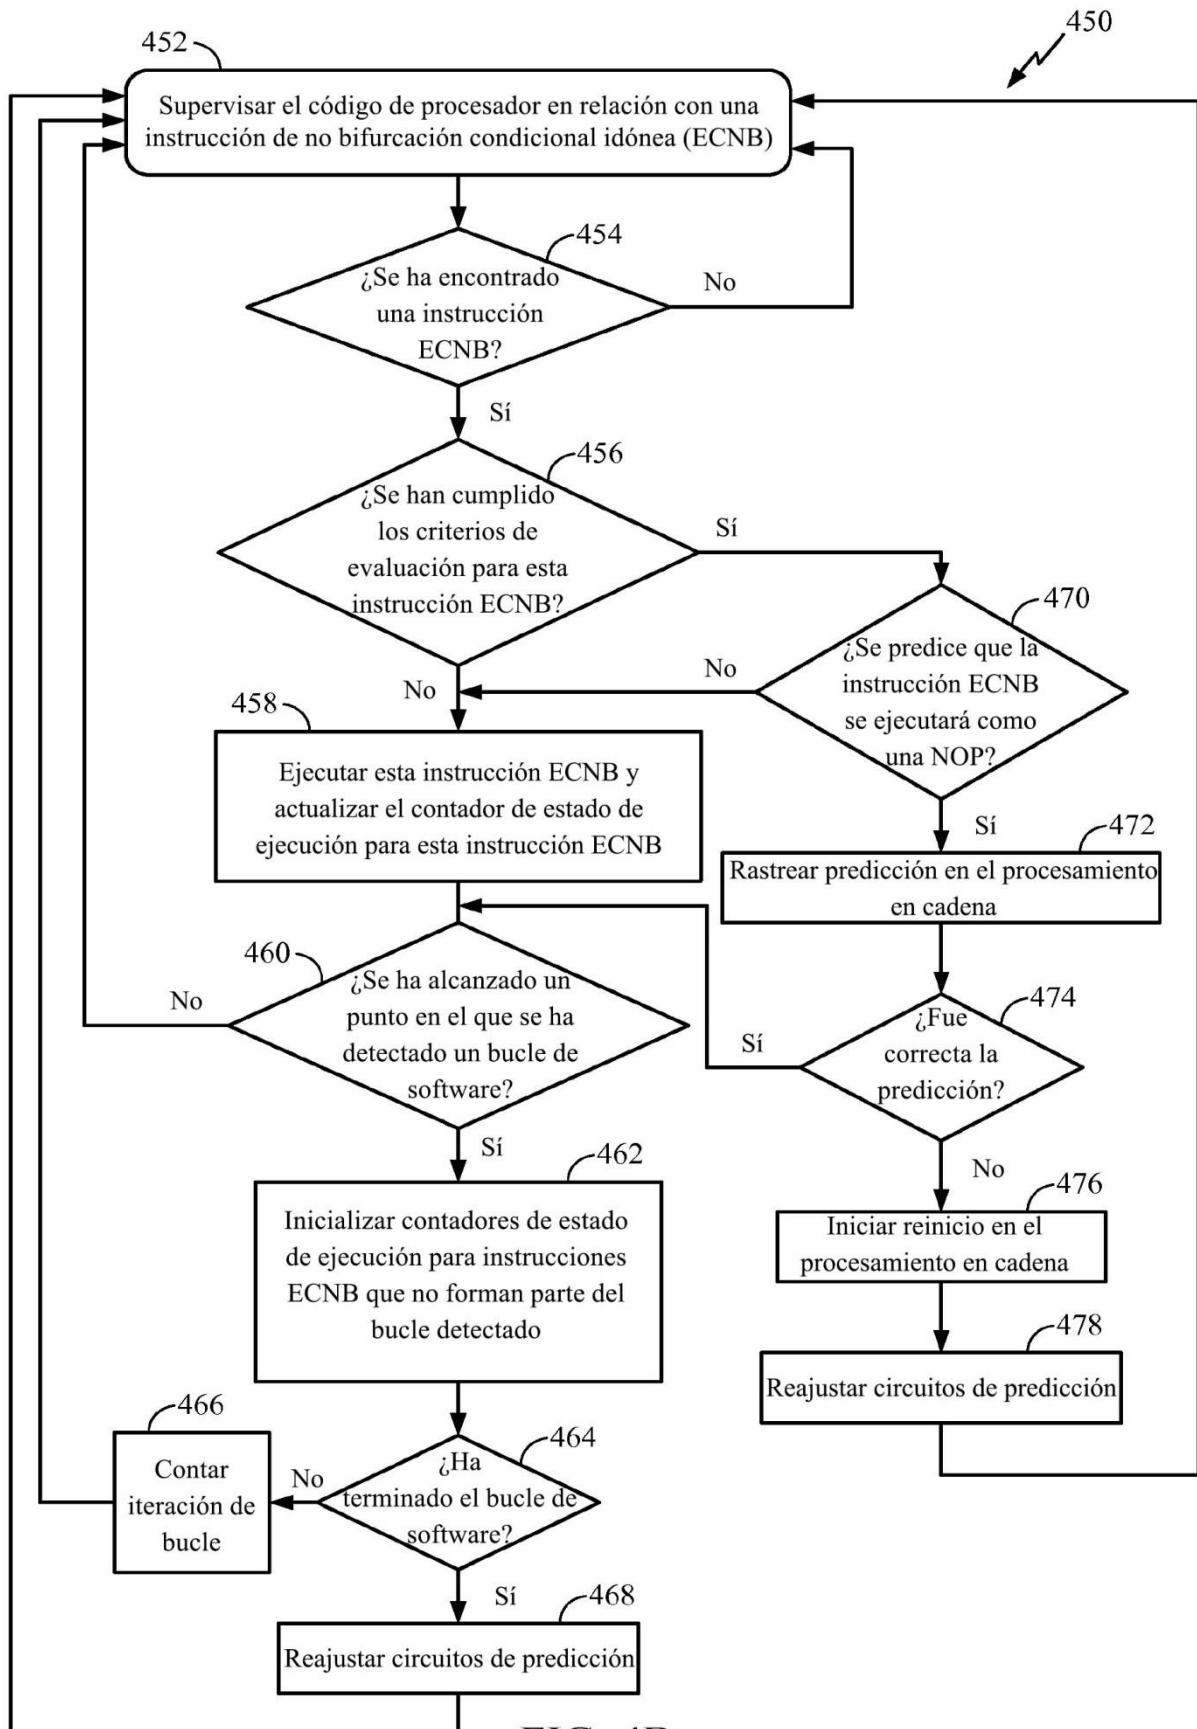 450
452
Supervisar el código de procesador en relación con una
instrucción de no bifurcación condicional idónea (ECNB)
454
¿Se ha encontrado
una instrucción
ECNB?
No
Sí
456
¿Se han cumplido
los criterios de
evaluación para esta
instrucción ECNB?
Sí
No
470
¿Se predice que la
instrucción ECNB
se ejecutará como
una NOP?
No
Sí
458
Ejecutar esta instrucción ECNB y
actualizar el contador de estado de
ejecución para esta instrucción ECNB
472
Rastrear predicción en el procesamiento
en cadena
460
¿Se ha alcanzado un
punto en el que se ha
detectado un bucle de
software?
No
Sí
474
¿Fue
correcta la
predicción?
Sí
No
462
Inicializar contadores de estado
de ejecución para instrucciones
ECNB que no forman parte del
bucle detectado
476
Iniciar reinicio en el
procesamiento en cadena
478
Reajustar circuitos de predicción
466
Contar
iteración de
bucle
464
¿Ha
terminado el bucle de
software?
No
Sí
468
Reajustar circuitos de predicción